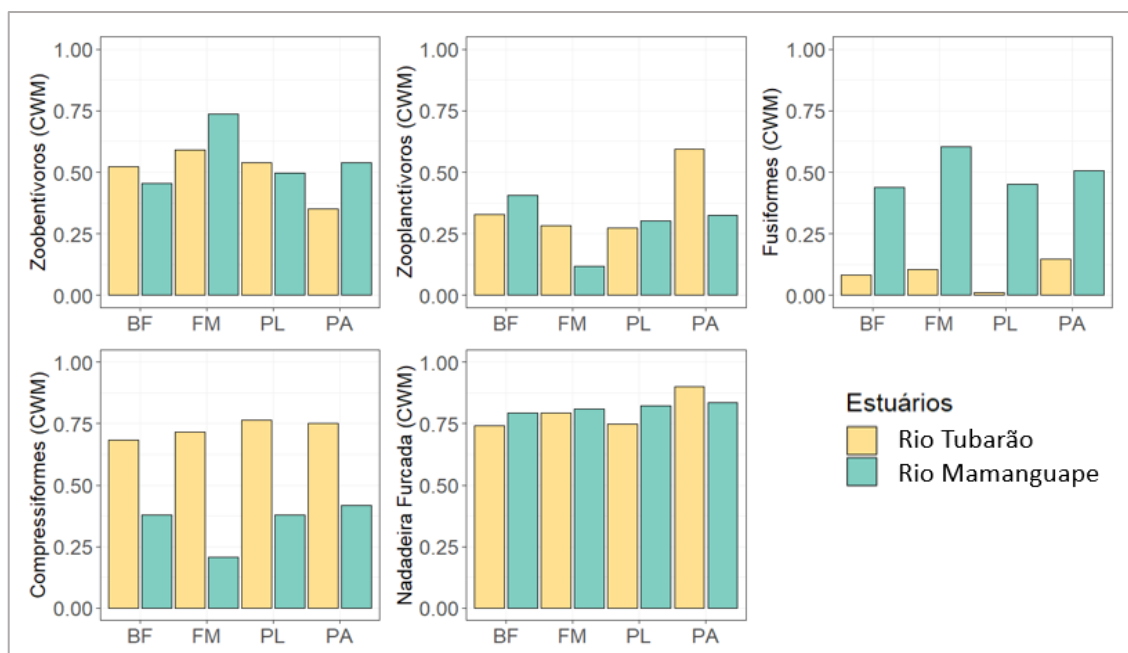 Zoobentívoros (CWM)
1.00
0.75
0.50
0.25
0.00
BF FM PL PA
Zooplanctívoros (CWM)
1.00
0.75
0.50
0.25
0.00
BF FM PL PA
Fusiformes (CWM)
1.00
0.75
0.50
0.25
0.00
BF FM PL PA
Compressiformes (CWM)
1.00
0.75
0.50
0.25
0.00
BF FM PL PA
Nadadeira Furcada (CWM)
1.00
0.75
0.50
0.25
0.00
BF FM PL PA
Estuários
Rio Tubarão
Rio Mamanguape